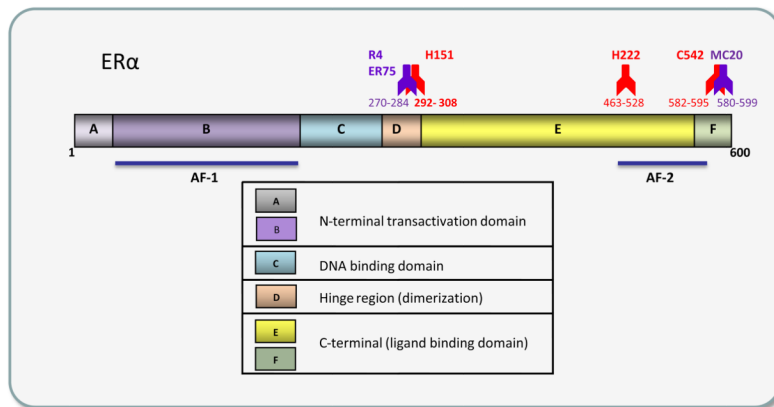 ERα
R4 H151 H222 C542 MC20
ER75
270-284 292- 308 463-528 582-595 580-599
A B C D E F
1 600
AF-1 AF-2
A
B
N-terminal transactivation domain
C DNA binding domain
D Hinge region (dimerization)
E
F
C-terminal (ligand binding domain)